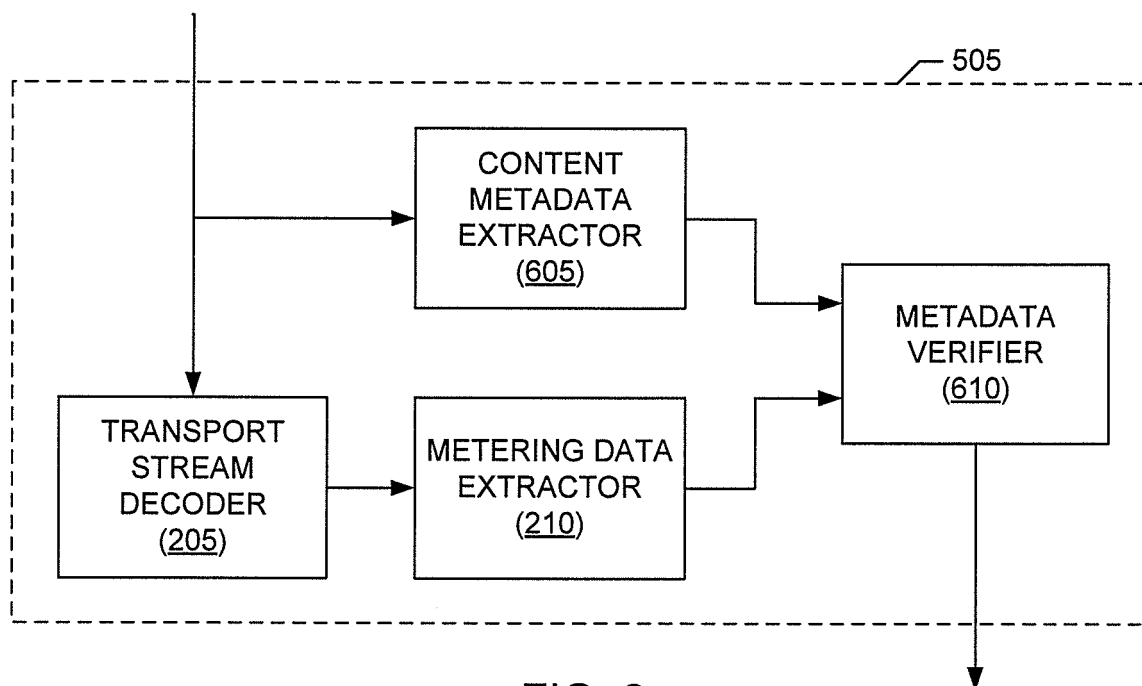 505
CONTENT
METADATA
EXTRACTOR
(605)
METADATA
VERIFIER
(610)
TRANSPORT
STREAM
DECODER
(205)
METERING DATA
EXTRACTOR
(210)